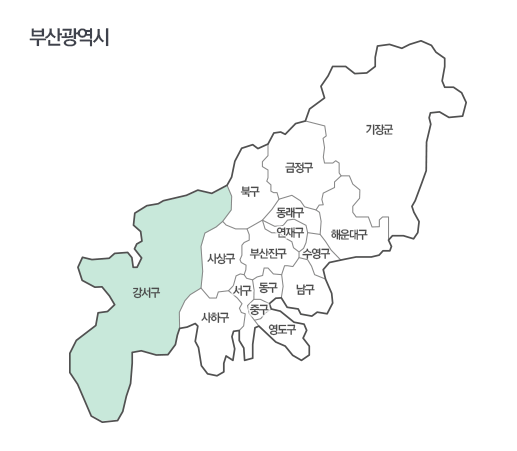 부산광역시
기장군
금정구
북구
동래구
연재구
해운대구
사상구
부산진구
수영구
강서구
서구
동구
남구
사하구
중구
영도구